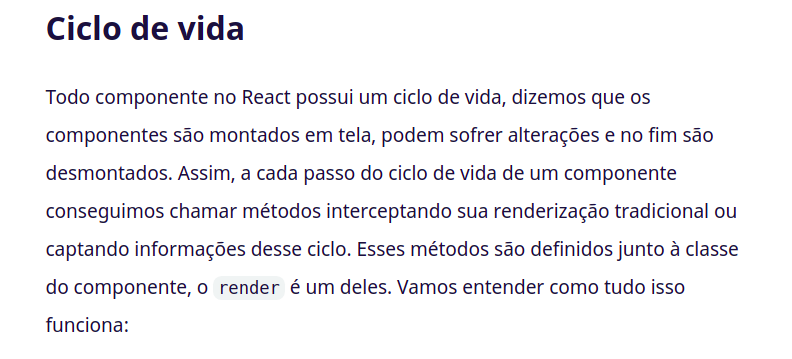 Ciclo de vida
Todo componente no React possui um ciclo de vida, dizemos que os
componentes são montados em tela, podem sofrer alterações e no fim são
desmontados. Assim, a cada passo do ciclo de vida de um componente
conseguimos chamar métodos interceptando sua renderização tradicional ou
captando informações desse ciclo. Esses métodos são definidos junto à classe
do componente, o render é um deles. Vamos entender como tudo isso
funciona: